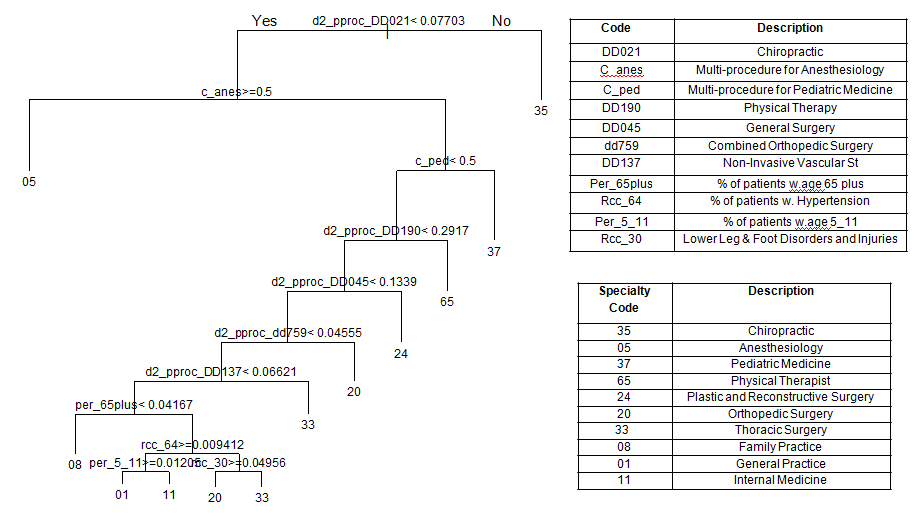 Yes d2_pproc_DD021< 0.07703 No
c_anes>=0.5
35
05
c_ped< 0.5
37
d2_pproc_DD190< 0.2917
65
d2_pproc_DD045< 0.1339
24
d2_pproc_dd759< 0.04555
20
d2_pproc_DD137< 0.06621
33
per_65plus< 0.04167
08
rcc_64>=0.009412
per_5_11>=0.01205 rcc_30>=0.04956
01 11 20 33
Code Description
DD021 Chiropractic
C_anes Multi-procedure for Anesthesiology
C_ped Multi-procedure for Pediatric Medicine
DD190 Physical Therapy
DD045 General Surgery
dd759 Combined Orthopedic Surgery
DD137 Non-Invasive Vascular St
Per_65plus % of patients w.age 65 plus
Rcc_64 % of patients w. Hypertension
Per_5_11 % of patients w.age 5_11
Rcc_30 Lower Leg & Foot Disorders and Injuries
Specialty Description
Code
35 Chiropractic
05 Anesthesiology
37 Pediatric Medicine
65 Physical Therapist
24 Plastic and Reconstructive Surgery
20 Orthopedic Surgery
33 Thoracic Surgery
08 Family Practice
01 General Practice
11 Internal Medicine